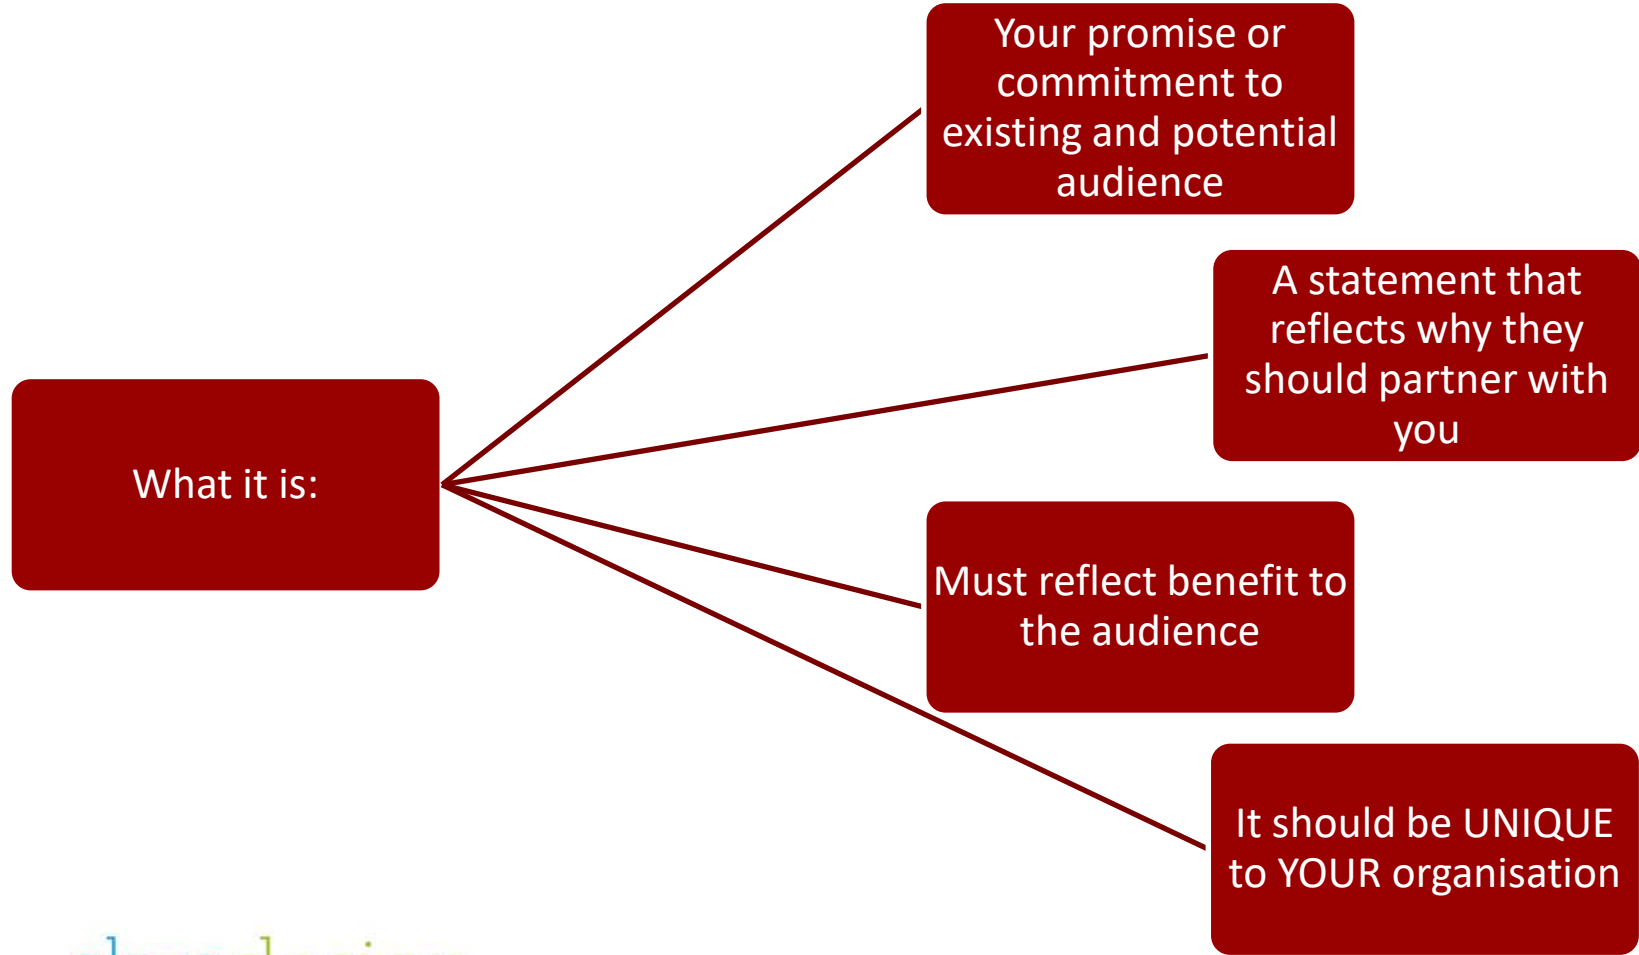 Your promise or
commitment to
existing and potential
audience
A statement that
reflects why they
should partner with
you
What it is:
Must reflect benefit to
the audience
It should be UNIQUE
to YOUR organisation